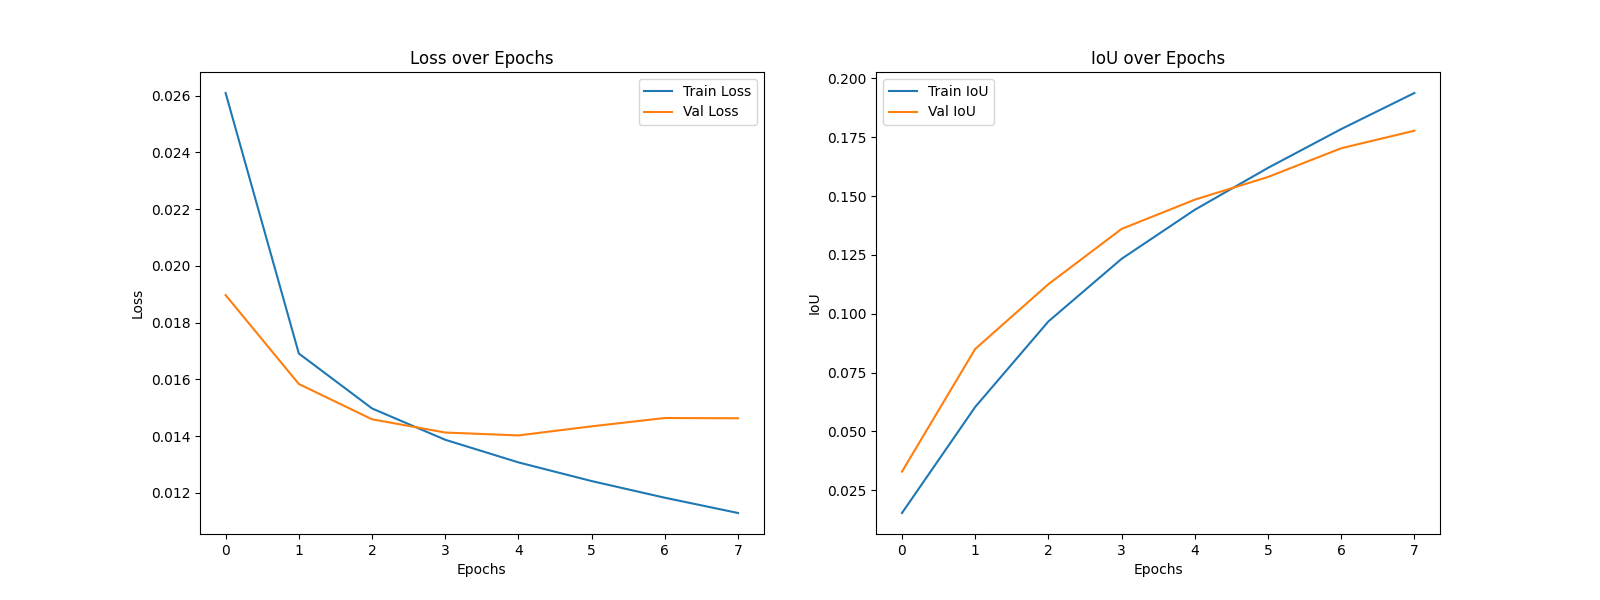 Loss over Epochs
Train Loss
Val Loss
0.026
0.024
0.022
0.020
0.018
0.016
0.014
0.012
Loss
0 1 2 3 4 5 6 7
Epochs
IoU over Epochs
Train IoU
Val IoU
0.200
0.175
0.150
0.125
0.100
0.075
0.050
0.025
IoU
0 1 2 3 4 5 6 7
Epochs